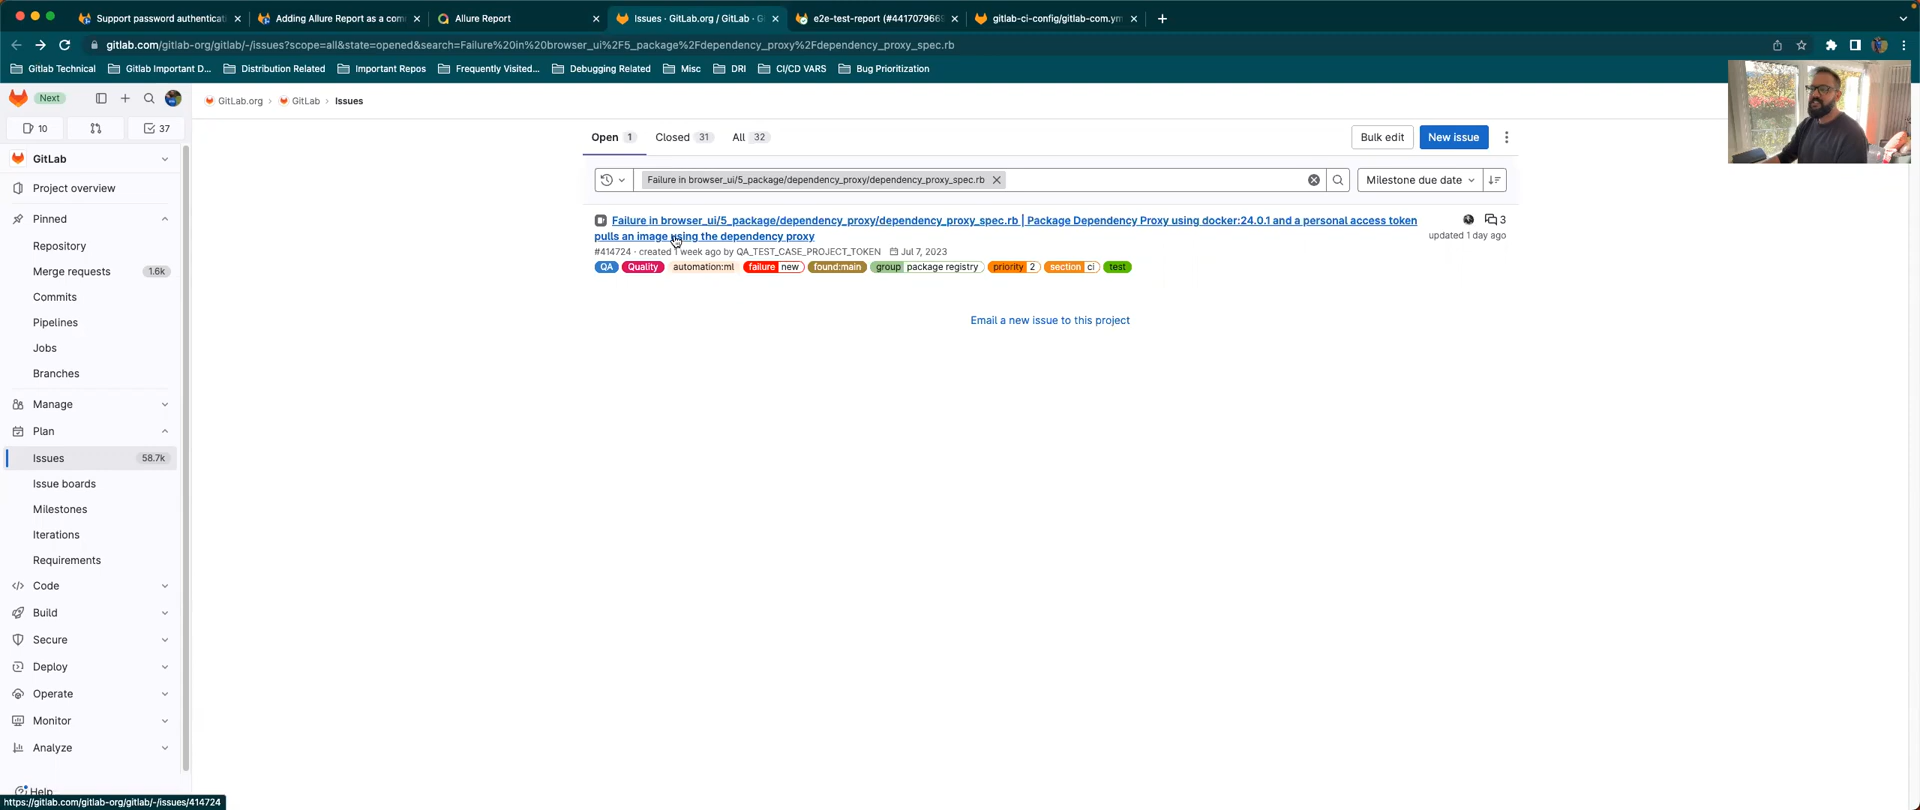 Support password authenticati
Adding Allure Report as a com
Allure Report
Issues · GitLab.org / GitLab · G
e2e-test-report (#4417079669
gitlab-ci-config/gitlab-com.ym
gitlab.com/gitlab-org/gitlab/-/issues?scope=all&state=opened&search=Failure%20in%20browser_ui%2F5_package%2Fdependency_proxy%2Fdependency_proxy_spec.rb
Gitlab Technical
Gitlab Important D...
Distribution Related
Important Repos
Frequently Visited...
Debugging Related
Misc
DRI
CI/CD VARS
Bug Prioritization
Next
GitLab.org › GitLab › Issues
10
37
GitLab
Project overview
Pinned
Repository
Merge requests 1.6k
Commits
Pipelines
Jobs
Branches
Manage
Plan
Issues 58.7k
Issue boards
Milestones
Iterations
Requirements
Code
Build
Secure
Deploy
Operate
Monitor
Analyze
Help
Open 1 Closed 31 All 32
Bulk edit New issue
Failure in browser_ui/5_package/dependency_proxy/dependency_proxy_spec.rb
Milestone due date
Failure in browser_ui/5_package/dependency_proxy/dependency_proxy_spec.rb | Package Dependency Proxy using docker:24.0.1 and a personal access token
pulls an image using the dependency proxy
3
updated 1 day ago
#414724 · created 1 week ago by QA_TEST_CASE_PROJECT_TOKEN Jul 7, 2023
QA Quality automation:ml failure new found:main group package registry priority 2 section ci test
Email a new issue to this project
https://gitlab.com/gitlab-org/gitlab/-/issues/414724